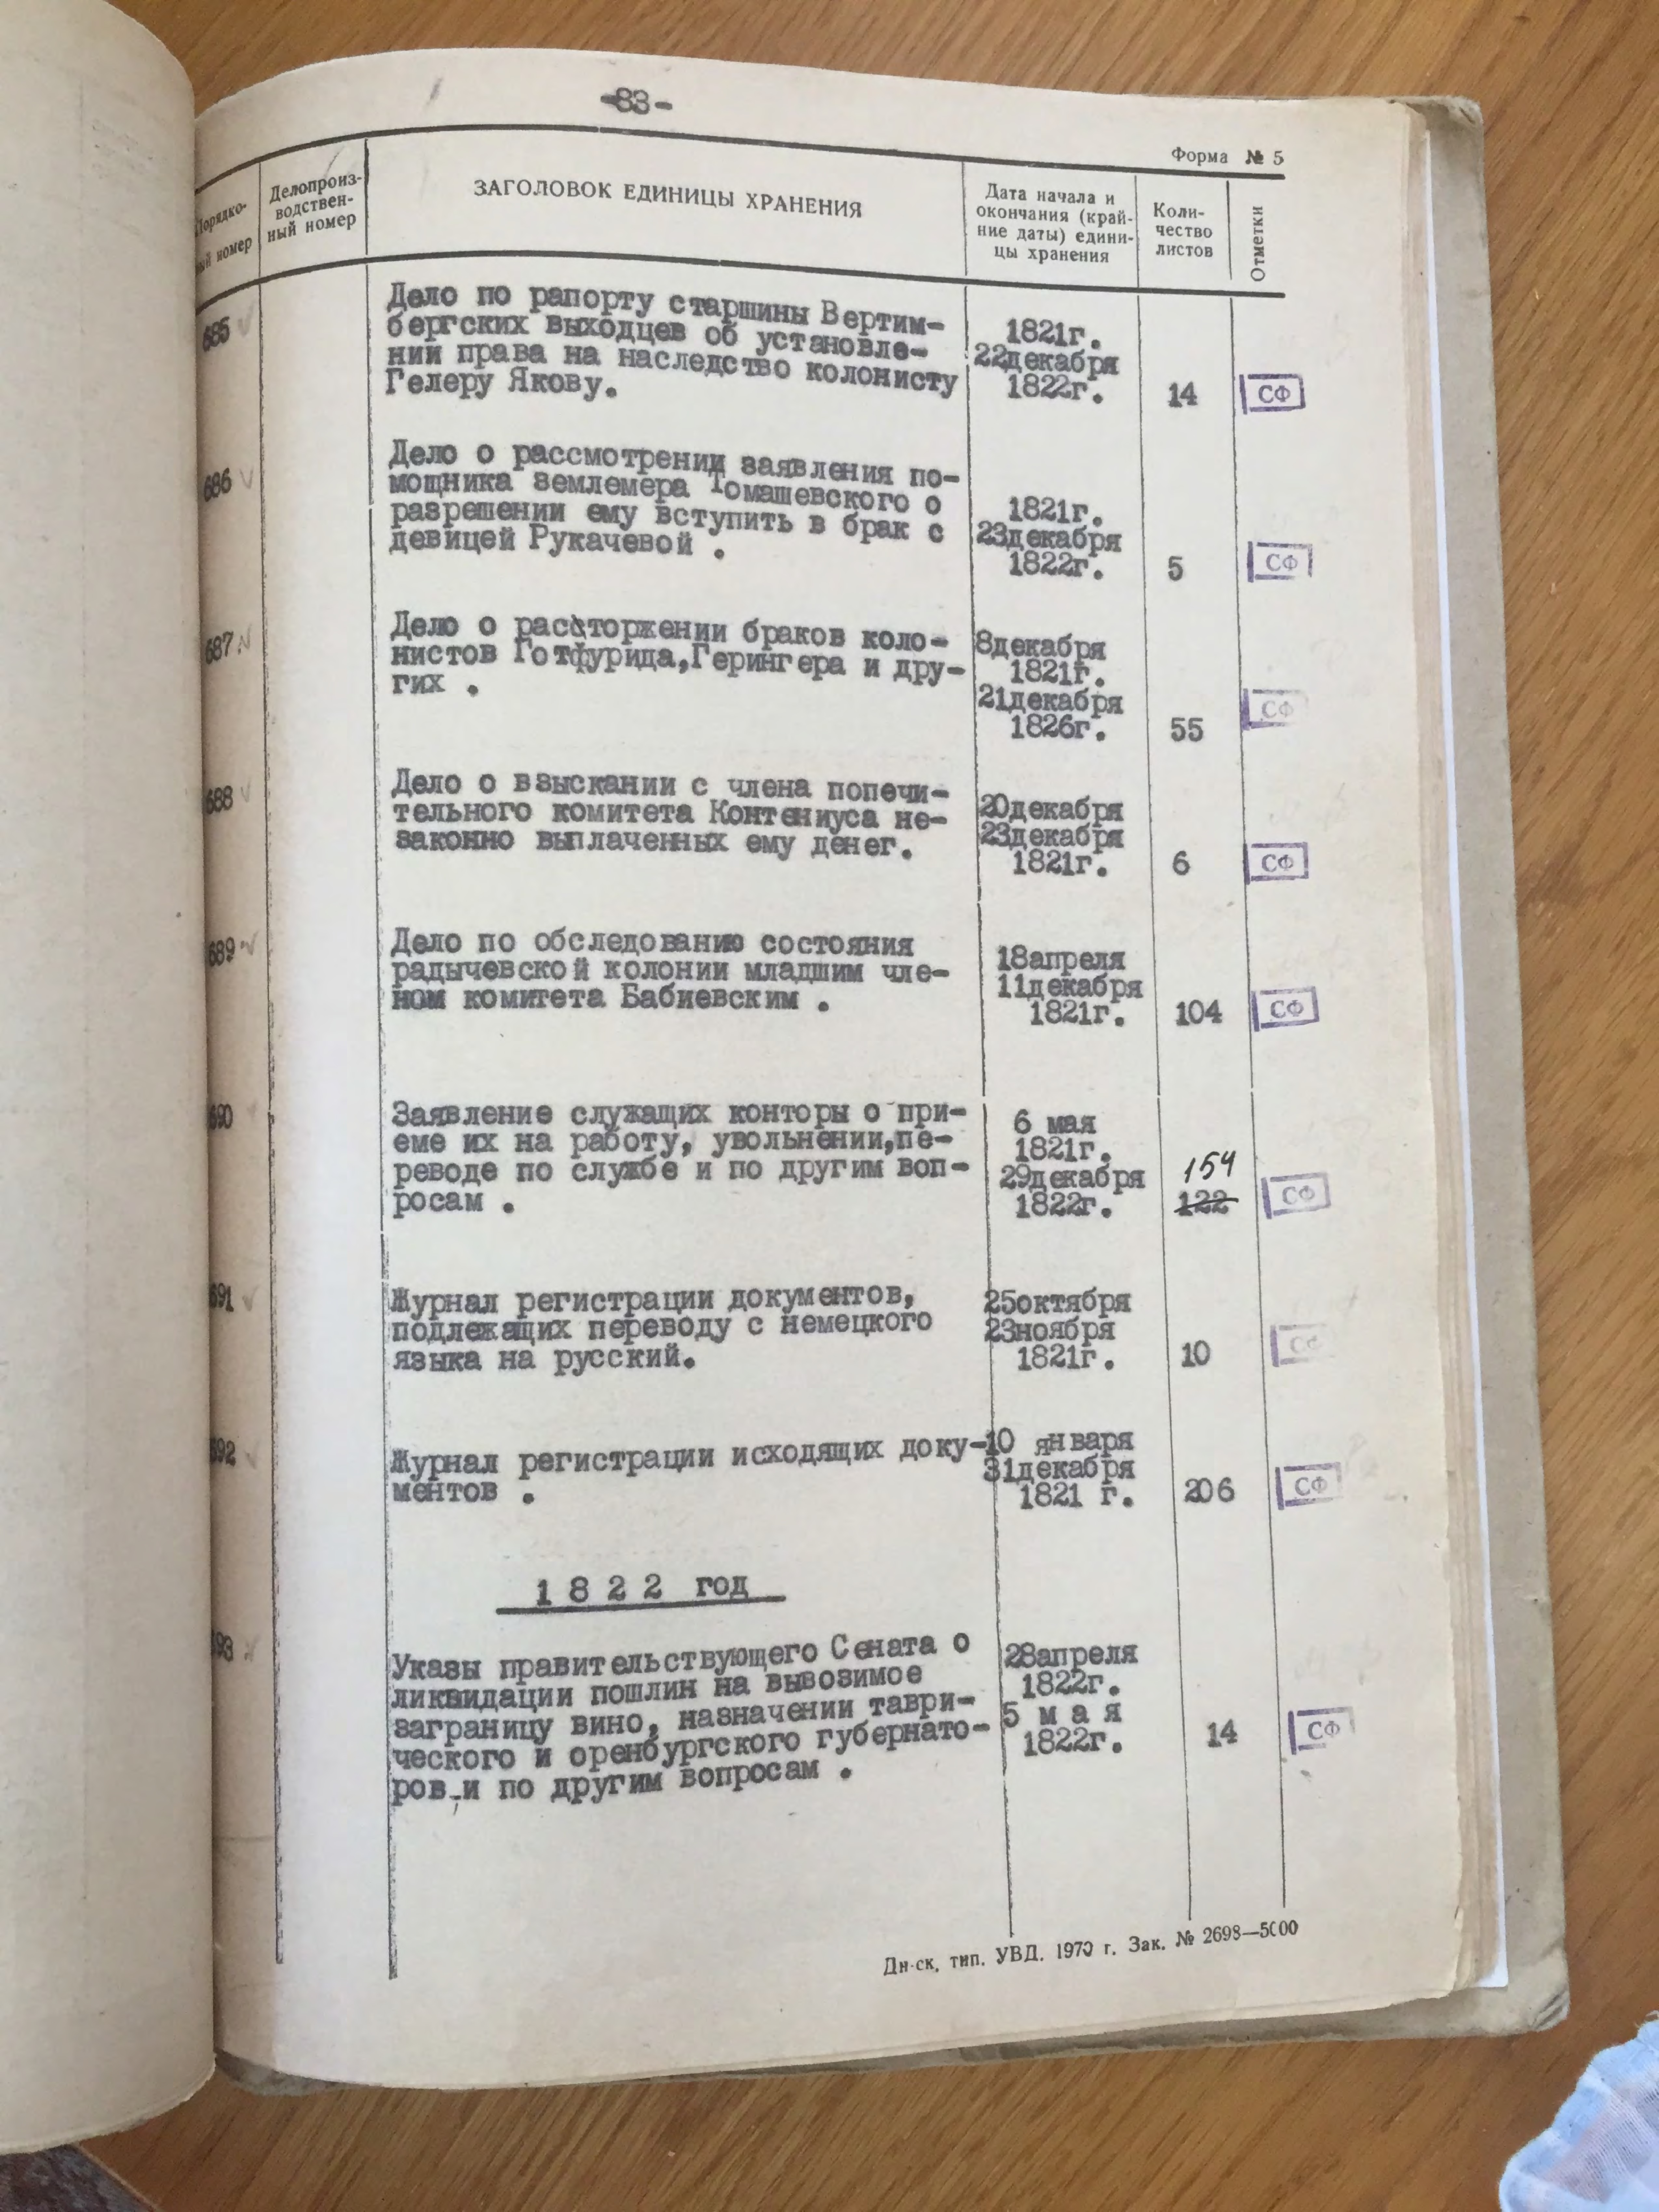 -83-
Форма № 5
Порядко-
ный номер
Делопроиз-
водствен-
ный номер
ЗАГОЛОВОК ЕДИНИЦЫ ХРАНЕНИЯ
Дата начала и
окончания (край-
ние даты) едини-
цы хранения
Коли-
чество
листов
Отметки
685
Дело по рапорту старшины Вертим-
бергских выходцев об установле-
нии права на наследство колонисту
Гелеру Якову.
1821г.
22декабря
1822г.
14
СФ
686
Дело о рассмотрении заявления по-
мощника землемера Томашевского о
разрешении ему вступить в брак с
девицей Рукачевой .
1821г.
23декабря
1822г.
5
СФ
687
Дело о расторжении браков коло-
нистов Готфурида,Герингера и дру-
гих .
8декабря
1821г.
21декабря
1826г.
55
СФ
688
Дело о взыскании с члена попечи-
тельного комитета Контениуса не-
законно выплаченных ему денег.
20декабря
23декабря
1821г.
6
СФ
689
Дело по обследованию состояния
радычевской колонии младшим чле-
ном комитета Бабиевским .
18апреля
11декабря
1821г.
104
СФ
690
Заявление служащих конторы о при-
еме их на работу, увольнении,пе-
реводе по службе и по другим воп-
росам .
6 мая
1821г.
29декабря
1822г.
154
122
СФ
691
Журнал регистрации документов,
подлежащих переводу с немецкого
языка на русский.
25октября
23ноября
1821г.
10
СФ
692
Журнал регистрации исходящих доку-
ментов .
10 января
31декабря
1821 г.
206
СФ
1 8 2 2 год
693
Указы правительствующего Сената о
ликвидации пошлин на вывозимое
заграницу вино, назначении таври-
ческого и оренбургского губернато-
ров,и по другим вопросам .
28апреля
1822г.
5 м а я
1822г.
14
СФ
Дн-ск, тип. УВД. 1970 г. Зак. № 2698—5000